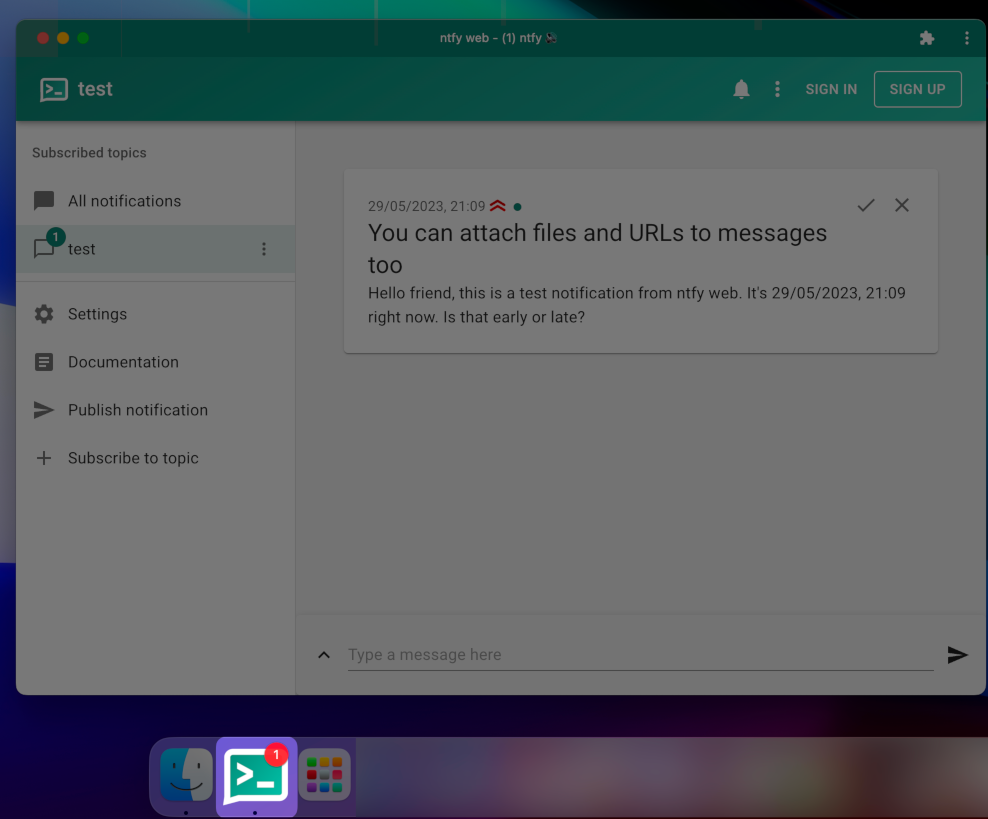 ntfy web - (1) ntfy
test
SIGN IN
SIGN UP
Subscribed topics
All notifications
1
test
Settings
Documentation
Publish notification
Subscribe to topic
29/05/2023, 21:09
You can attach files and URLs to messages
too
Hello friend, this is a test notification from ntfy web. It's 29/05/2023, 21:09
right now. Is that early or late?
Type a message here
1